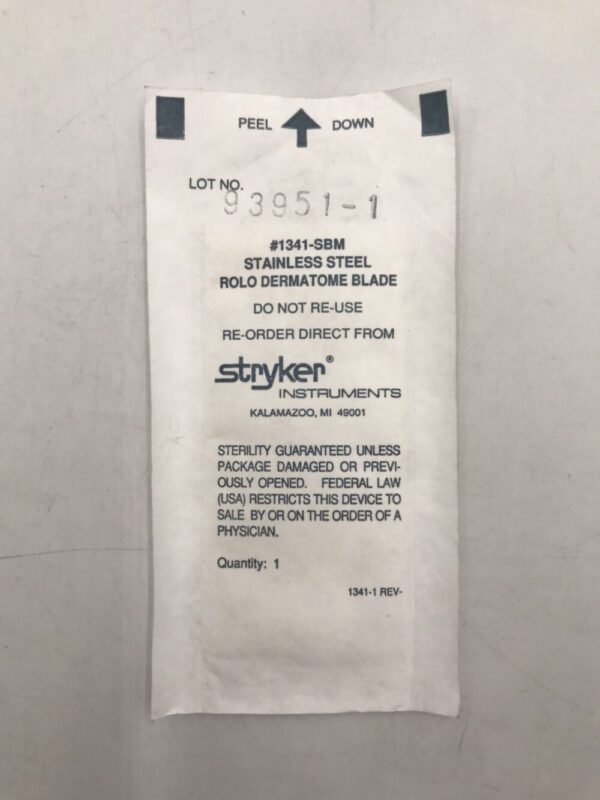 PEEL DOWN
LOT NO.
93951-1
#1341-SBM
STAINLESS STEEL
ROLO DERMATOME BLADE
DO NOT RE-USE
RE-ORDER DIRECT FROM
stryker®
INSTRUMENTS
KALAMAZOO, MI 49001
STERILITY GUARANTEED UNLESS
PACKAGE DAMAGED OR PREVI-
OUSLY OPENED. FEDERAL LAW
(USA) RESTRICTS THIS DEVICE TO
SALE BY OR ON THE ORDER OF A
PHYSICIAN.
Quantity: 1
1341-1 REV-